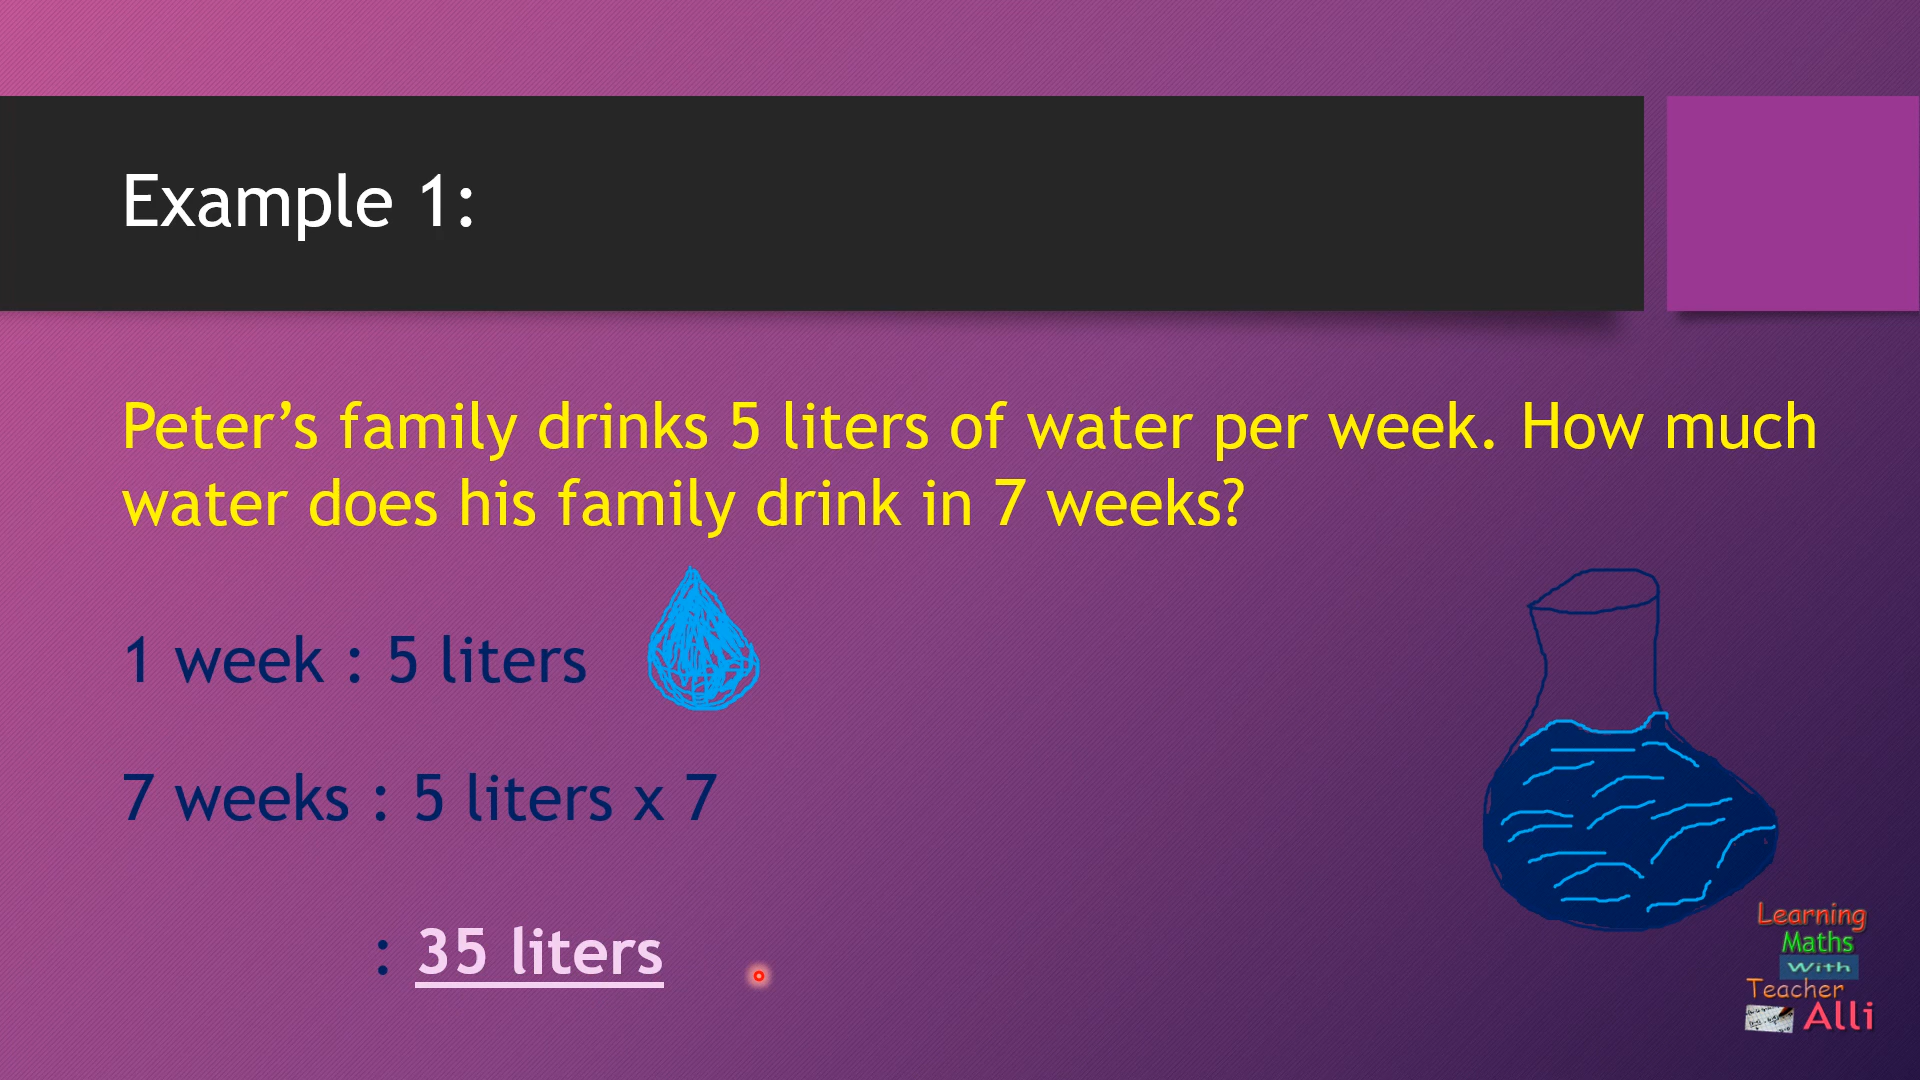 Example 1:
Peter’s family drinks 5 liters of water per week. How much
water does his family drink in 7 weeks?
1 week : 5 liters
7 weeks : 5 liters x 7
: 35 liters
Learning
Maths
With
Teacher
Alli